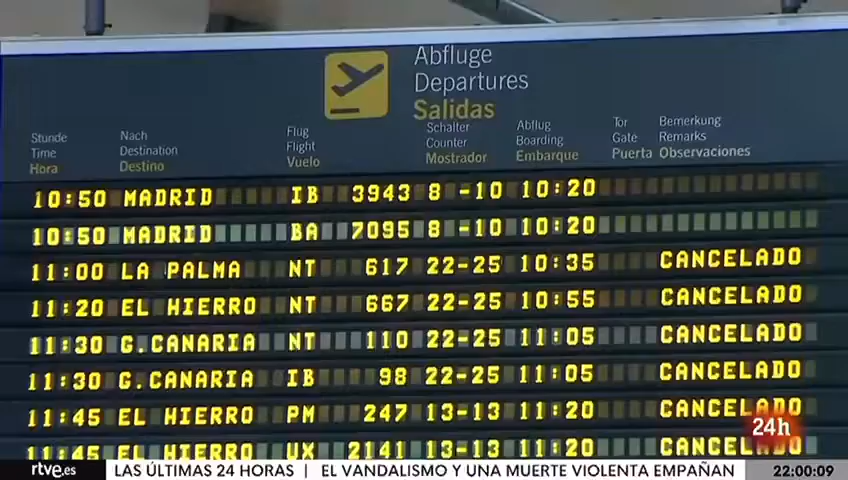 Abflüge
Departures
Salidas
Stunde Nach Flug Schalter Abflug Tor Bemerkung
Time Destination Flight Counter Boarding Gate Remarks
Hora Destino Vuelo Mostrador Embarque Puerta Observaciones
10:50 MADRID IB 3943 8 -10 10:20
10:50 MADRID BA 7095 8 -10 10:20
11:00 LA PALMA NT 617 22-25 10:35 CANCELADO
11:20 EL HIERRO NT 667 22-25 10:55 CANCELADO
11:30 G.CANARIA NT 110 22-25 11:05 CANCELADO
11:30 G.CANARIA IB 98 22-25 11:05 CANCELADO
11:45 EL HIERRO PM 247 13-13 11:20 CANCELADO
11:45 EL HIERRO UX 2141 13-13 11:20 CANCELADO
24h
rtve.es LAS ÚLTIMAS 24 HORAS | EL VANDALISMO Y UNA MUERTE VIOLENTA EMPAÑAN 22:00:09